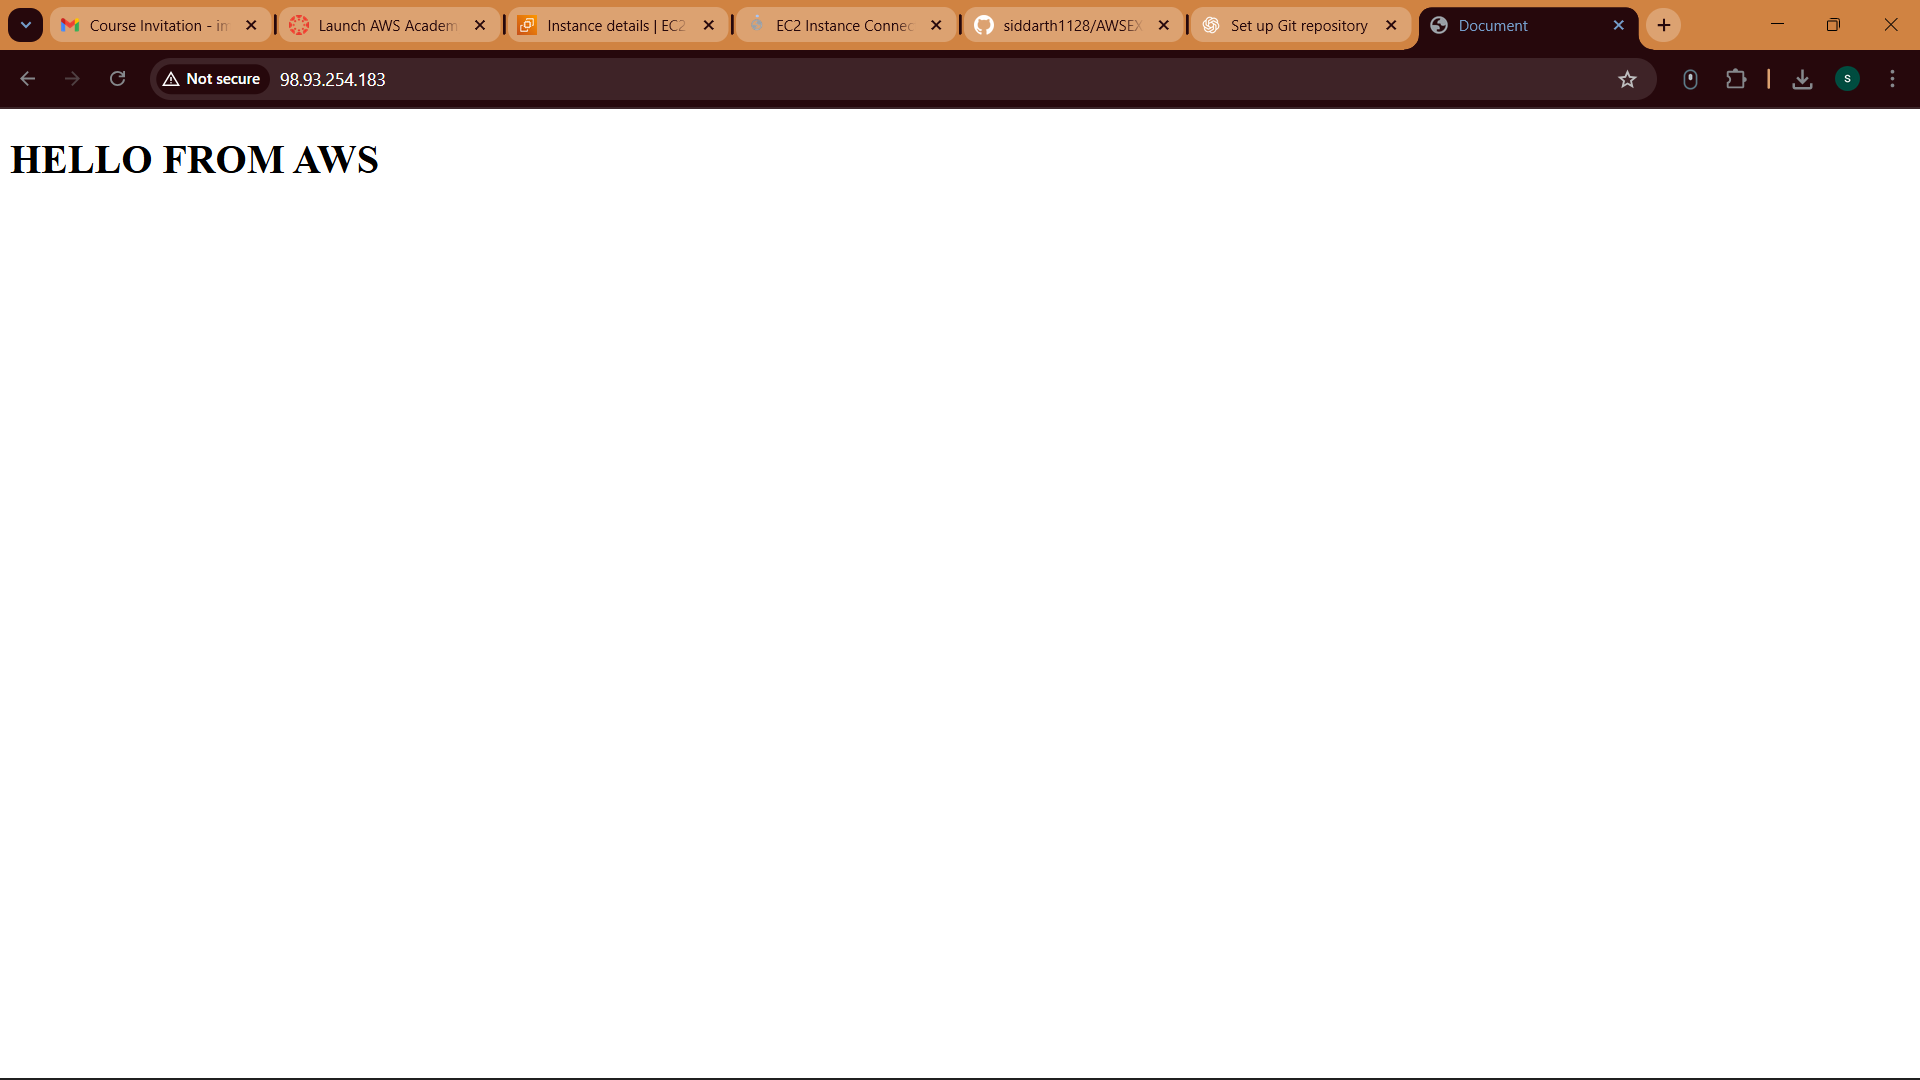 Course Invitation - in
Launch AWS Academ
Instance details | EC2
EC2 Instance Connec
siddarth1128/AWSEX
Set up Git repository
Document
Not secure
98.93.254.183
S
HELLO FROM AWS